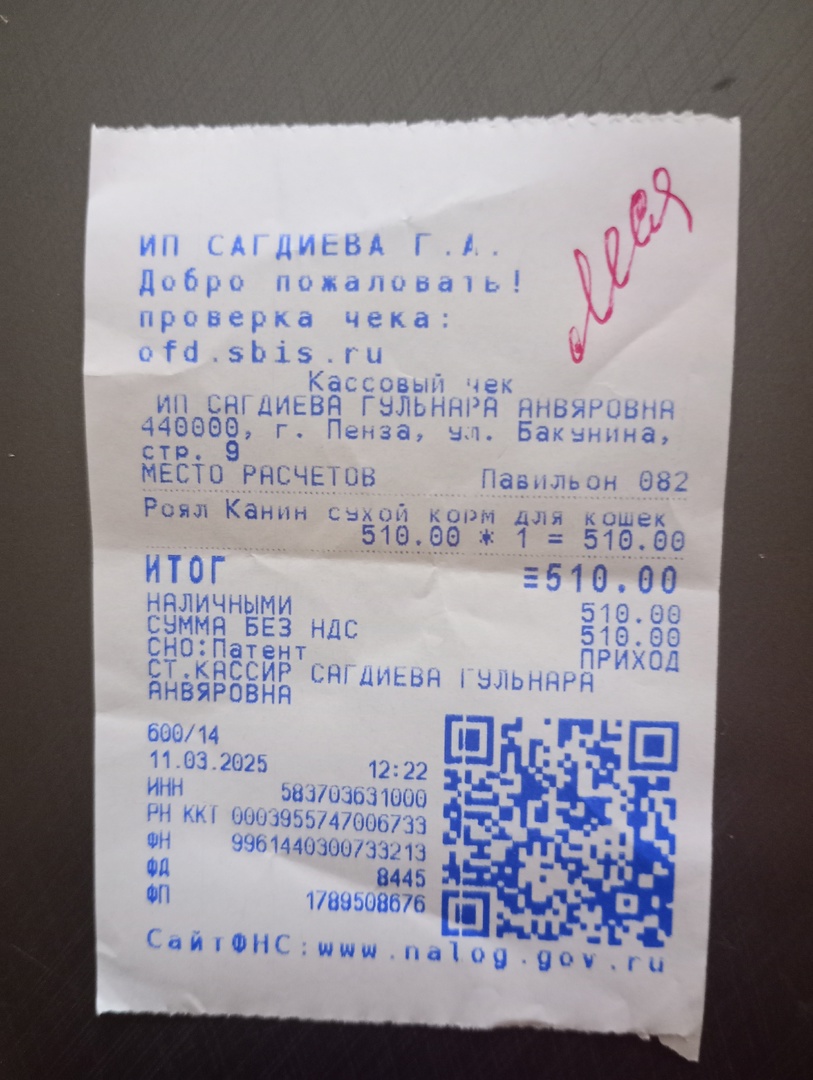 ИП САГДИЕВА Г.А.
Добро пожаловать!
проверка чека:
ofd.sbis.ru
Кассовый чек
ИП САГДИЕВА ГУЛЬНАРА АНВЯРОВНА
440000, г. Пенза, ул. Бакунина,
стр. 9
МЕСТО РАСЧЕТОВ Павильон 082
Роял Канин сухой корм для кошек
510.00 * 1 = 510.00
ИТОГ ≡510.00
НАЛИЧНЫМИ 510.00
СУММА БЕЗ НДС 510.00
СНО:Патент ПРИХОД
СТ.КАССИР САГДИЕВА ГУЛЬНАРА
АНВЯРОВНА
600/14
11.03.2025 12:22
ИНН 583703631000
РН ККТ 0003955747006733
ФН 9961440300733213
ФД 8445
ФП 1789508676
СайтФНС:www.nalog.gov.ru